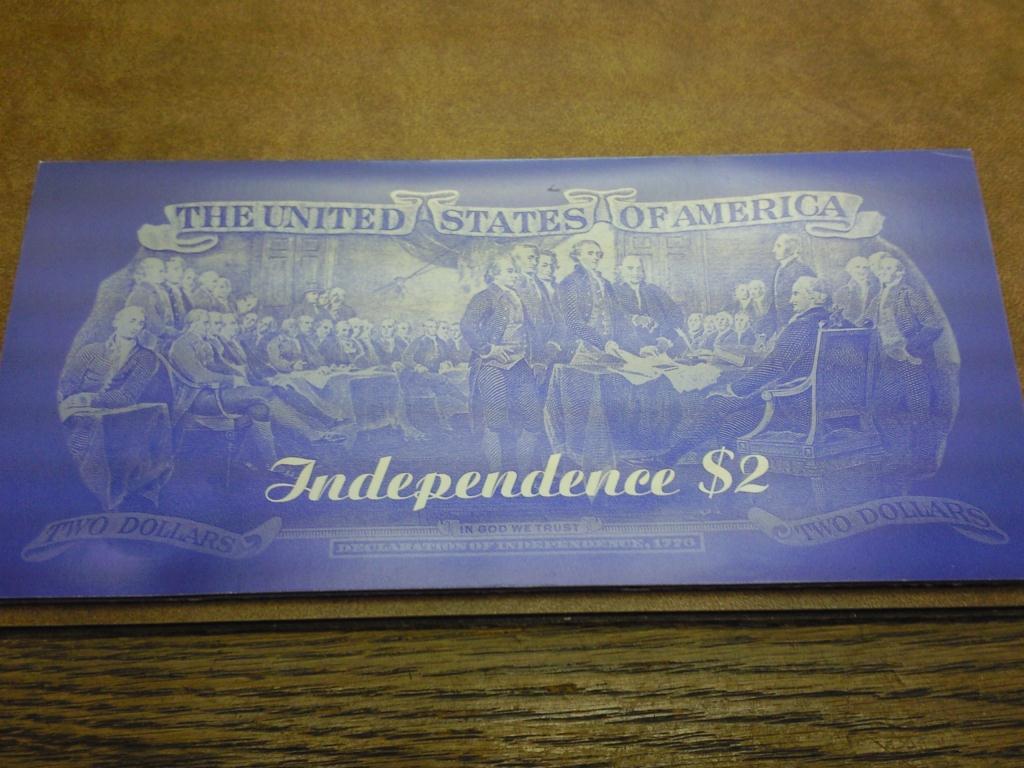 THE UNITED STATES OF AMERICA
Independence $2
TWO DOLLARS
IN GOD WE TRUST
TWO DOLLARS
DECLARATION OF INDEPENDENCE, 1776